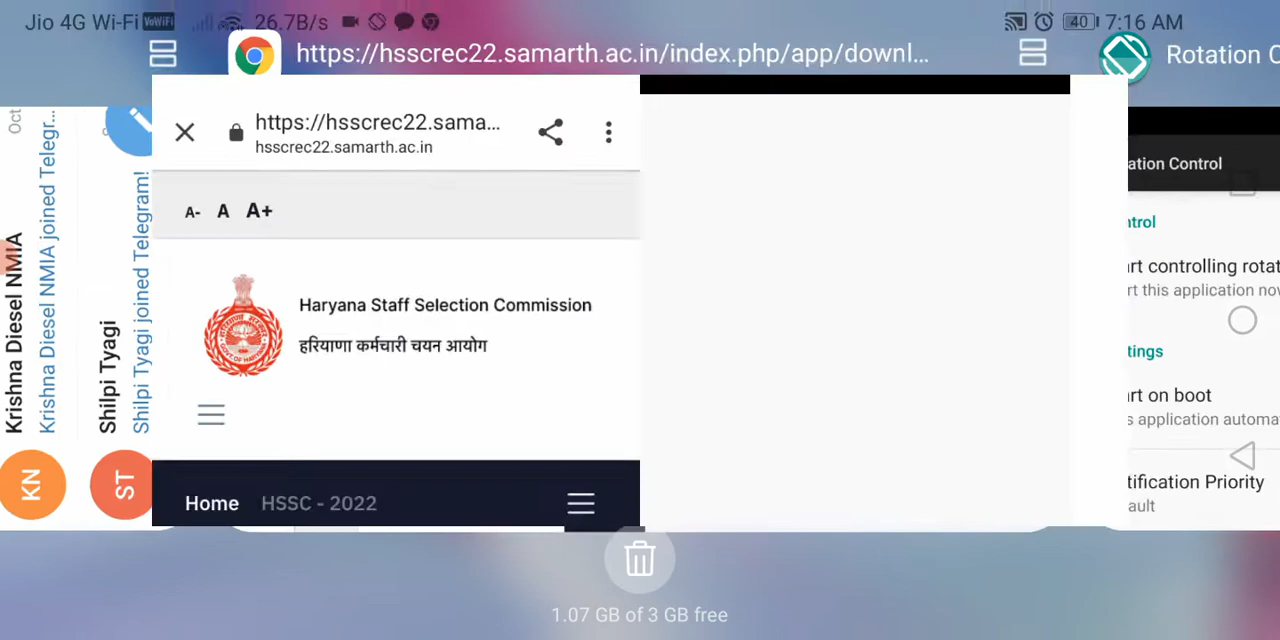 Jio 4G Wi-Fi VoWiFi 26.7B/s 40 7:16 AM
https://hsscrec22.samarth.ac.in/index.php/app/downl...
Rotation C
Oct
Krishna Diesel NMIA
Krishna Diesel NMIA joined Telegr...
KN
Shilpi Tyagi
Shilpi Tyagi joined Telegram!
ST
https://hsscrec22.sama...
hsscrec22.samarth.ac.in
A- A A+
Haryana Staff Selection Commission
हरियाणा कर्मचारी चयन आयोग
Home HSSC - 2022
ation Control
ntrol
rt controlling rotat
rt this application nov
tings
rt on boot
s application automa
tification Priority
ault
1.07 GB of 3 GB free